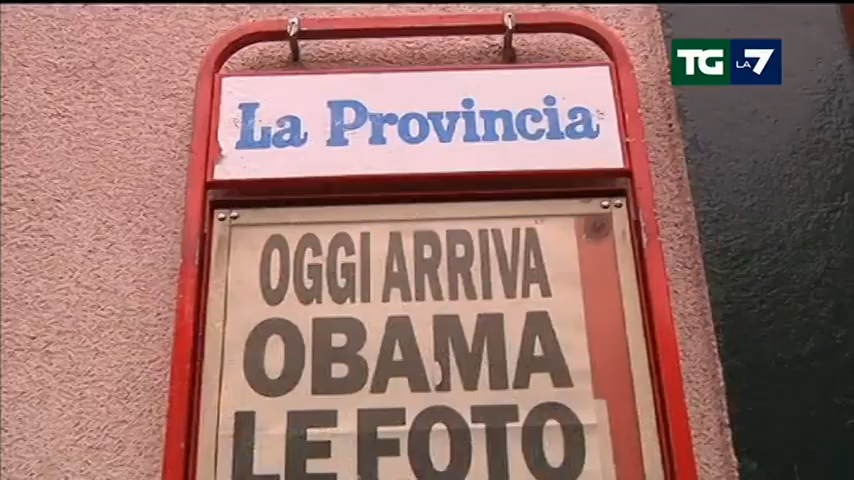 TG LA7
La Provincia
OGGI ARRIVA
OBAMA
LE FOTO